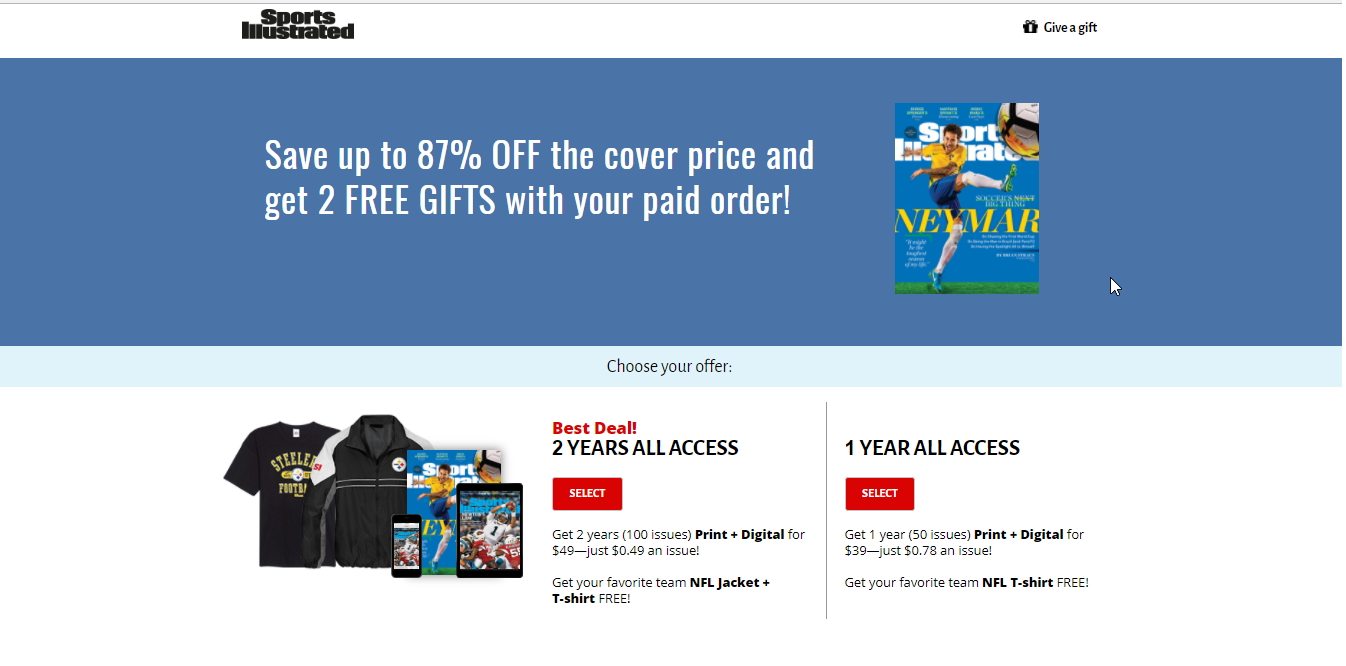 Sports
Illustrated
Give a gift
Save up to 87% OFF the cover price and
get 2 FREE GIFTS with your paid order!
Sports
Illustrated
SOCCER'S NEXT
BIG THING
NEYMAR
Choose your offer:
STEELERS
FOOTBALL
Best Deal!
2 YEARS ALL ACCESS
SELECT
Get 2 years (100 issues) Print + Digital for
$49—just $0.49 an issue!
Get your favorite team NFL Jacket +
T-shirt FREE!
1 YEAR ALL ACCESS
SELECT
Get 1 year (50 issues) Print + Digital for
$39—just $0.78 an issue!
Get your favorite team NFL T-shirt FREE!